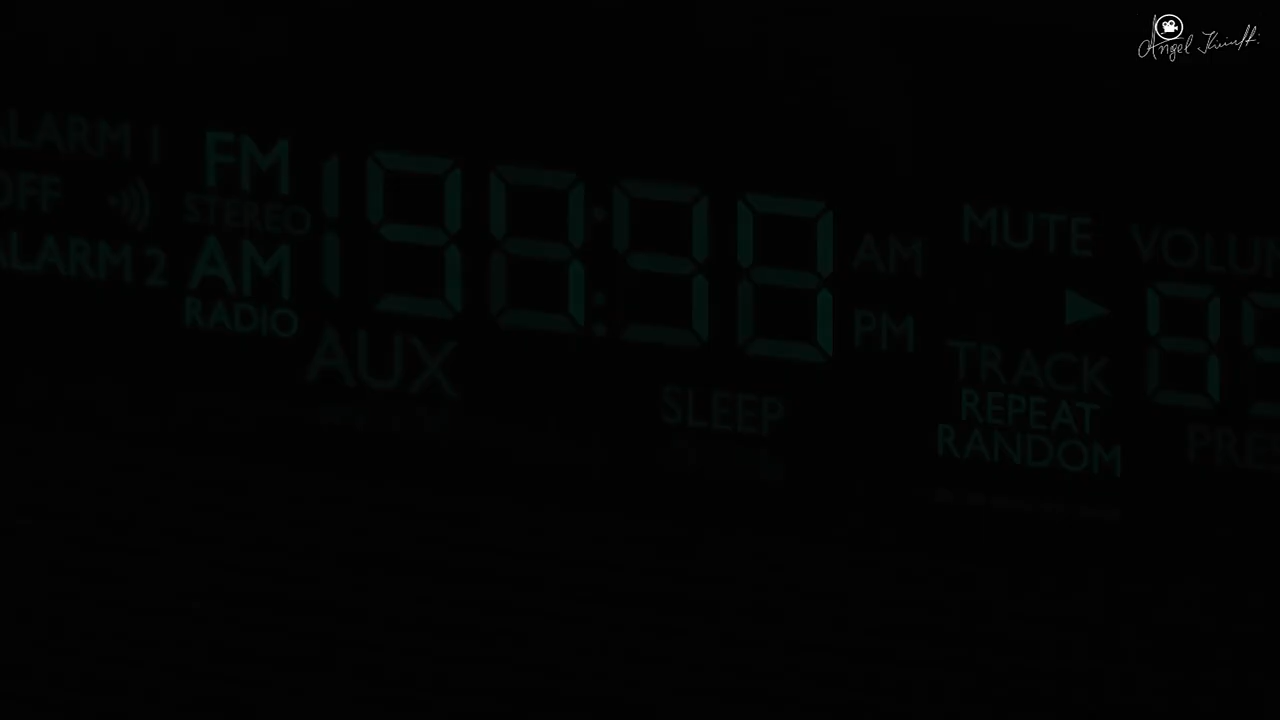 ALARM 1
OFF
ALARM 2
FM
STEREO
AM
RADIO
AUX
AM
PM
SLEEP
MUTE
TRACK
REPEAT
RANDOM